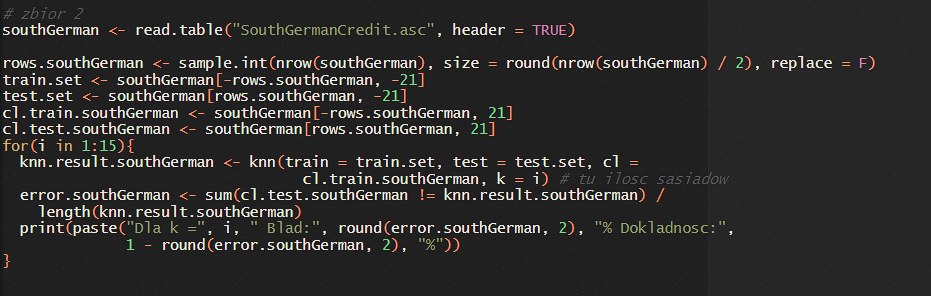 # zbior 2
southGerman <- read.table("SouthGermanCredit.asc", header = TRUE)
rows.southGerman <- sample.int(nrow(southGerman), size = round(nrow(southGerman) / 2), replace = F)
train.set <- southGerman[-rows.southGerman, -21]
test.set <- southGerman[rows.southGerman, -21]
cl.train.southGerman <- southGerman[-rows.southGerman, 21]
cl.test.southGerman <- southGerman[rows.southGerman, 21]
for(i in 1:15){
  knn.result.southGerman <- knn(train = train.set, test = test.set, cl =
                                  cl.train.southGerman, k = i) # tu ilosc sasiadow
  error.southGerman <- sum(cl.test.southGerman != knn.result.southGerman) /
    length(knn.result.southGerman)
  print(paste("Dla k =", i, " Blad:", round(error.southGerman, 2), "% Dokladnosc:",
              1 - round(error.southGerman, 2), "%"))
}